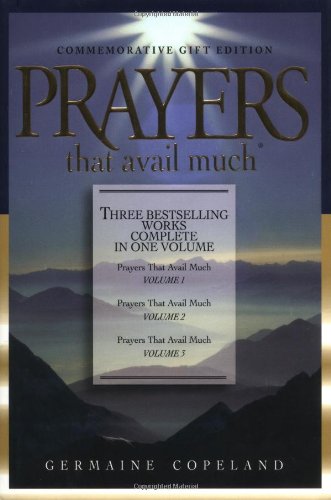 COMMEMORATIVE GIFT EDITION
PRAYERS
that avail much®
THREE BESTSELLING
WORKS
COMPLETE
IN ONE VOLUME
Prayers That Avail Much
VOLUME 1
Prayers That Avail Much
VOLUME 2
Prayers That Avail Much
VOLUME 3
GERMAINE COPELAND